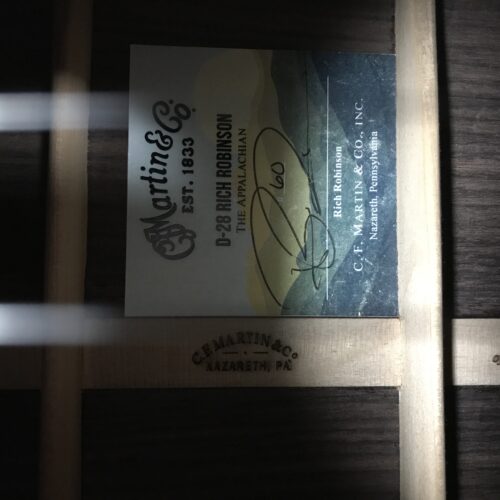 Martin & Co.
EST. 1833
D-28 RICH ROBINSON
THE APPALACHIAN
60
Rich Robinson
C. F. MARTIN & CO., INC.
Nazareth, Pennsylvania
C.F. MARTIN & Co
NAZARETH, PA.